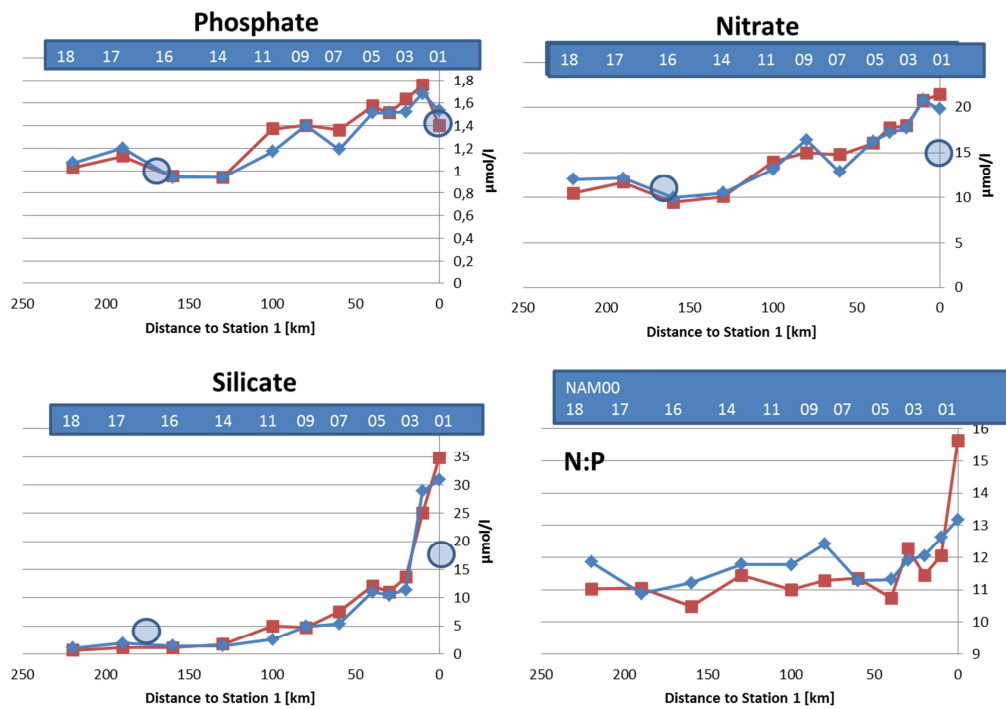 Phosphate
18 17 16 14 11 09 07 05 03 01
1,8
1,6
1,4
1,2
1
0,8
0,6
0,4
0,2
0
µmol/l
250 200 150 100 50 0
Distance to Station 1 [km]
Nitrate
18 17 16 14 11 09 07 05 03 01
20
15
10
5
0
µmol/l
250 200 150 100 50 0
Distance to Station 1 [km]
Silicate
18 17 16 14 11 09 07 05 03 01
35
30
25
20
15
10
5
0
µmol/l
250 200 150 100 50 0
Distance to Station 1 [km]
NAM00
18 17 16 14 11 09 07 05 03 01
N:P
16
15
14
13
12
11
10
9
250 200 150 100 50 0
Distance to Station 1 [km]